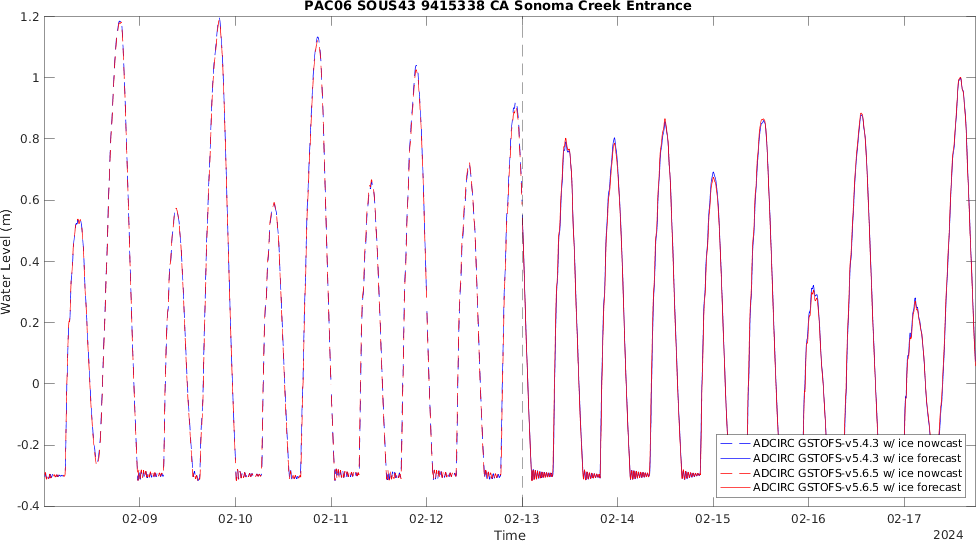 PAC06 SOUS43 9415338 CA Sonoma Creek Entrance
1.2
1
0.8
0.6
0.4
0.2
0
-0.2
-0.4
Water Level (m)
02-09
02-10
02-11
02-12
02-13
02-14
02-15
02-16
02-17
Time
2024
ADCIRC GSTOFS-v5.4.3 w/ ice nowcast
ADCIRC GSTOFS-v5.4.3 w/ ice forecast
ADCIRC GSTOFS-v5.6.5 w/ ice nowcast
ADCIRC GSTOFS-v5.6.5 w/ ice forecast